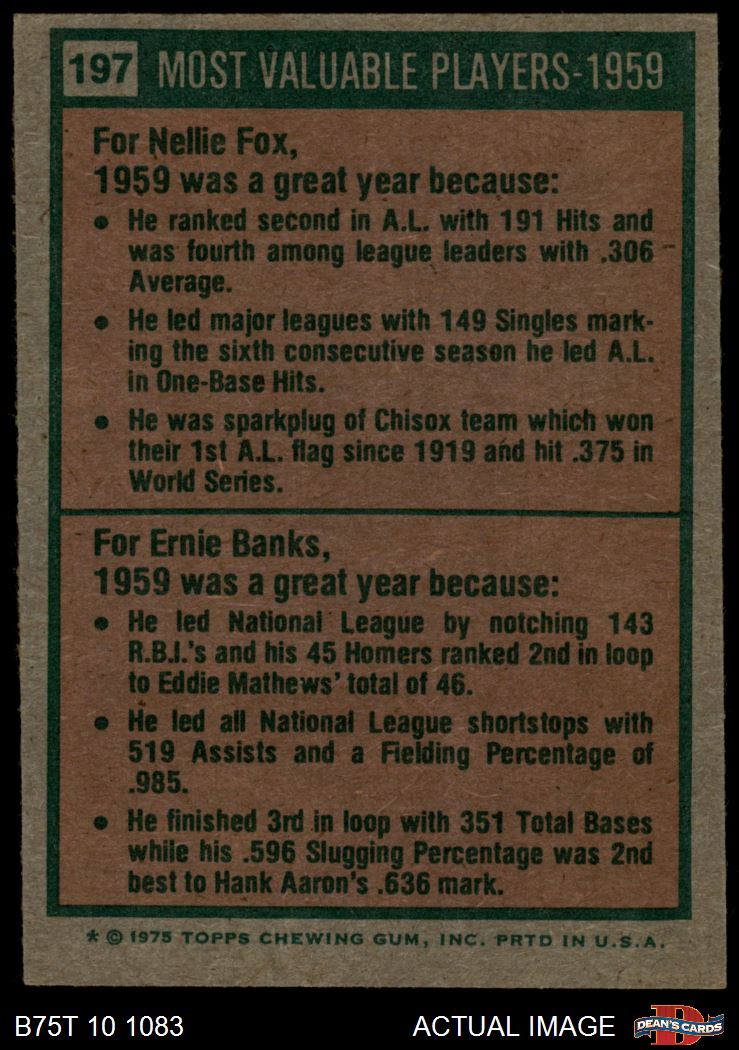 197 MOST VALUABLE PLAYERS-1959
For Nellie Fox,
1959 was a great year because:
• He ranked second in A.L. with 191 Hits and
was fourth among league leaders with .306
Average.
• He led major leagues with 149 Singles mark-
ing the sixth consecutive season he led A.L.
in One-Base Hits.
• He was sparkplug of Chisox team which won
their 1st A.L. flag since 1919 and hit .375 in
World Series.
For Ernie Banks,
1959 was a great year because:
• He led National League by notching 143
R.B.I.'s and his 45 Homers ranked 2nd in loop
to Eddie Mathews' total of 46.
• He led all National League shortstops with
519 Assists and a Fielding Percentage of
.985.
• He finished 3rd in loop with 351 Total Bases
while his .596 Slugging Percentage was 2nd
best to Hank Aaron's .636 mark.
* © 1975 TOPPS CHEWING GUM, INC. PRTD IN U.S.A.
B75T 10 1083 ACTUAL IMAGE D DEAN'S CARDS